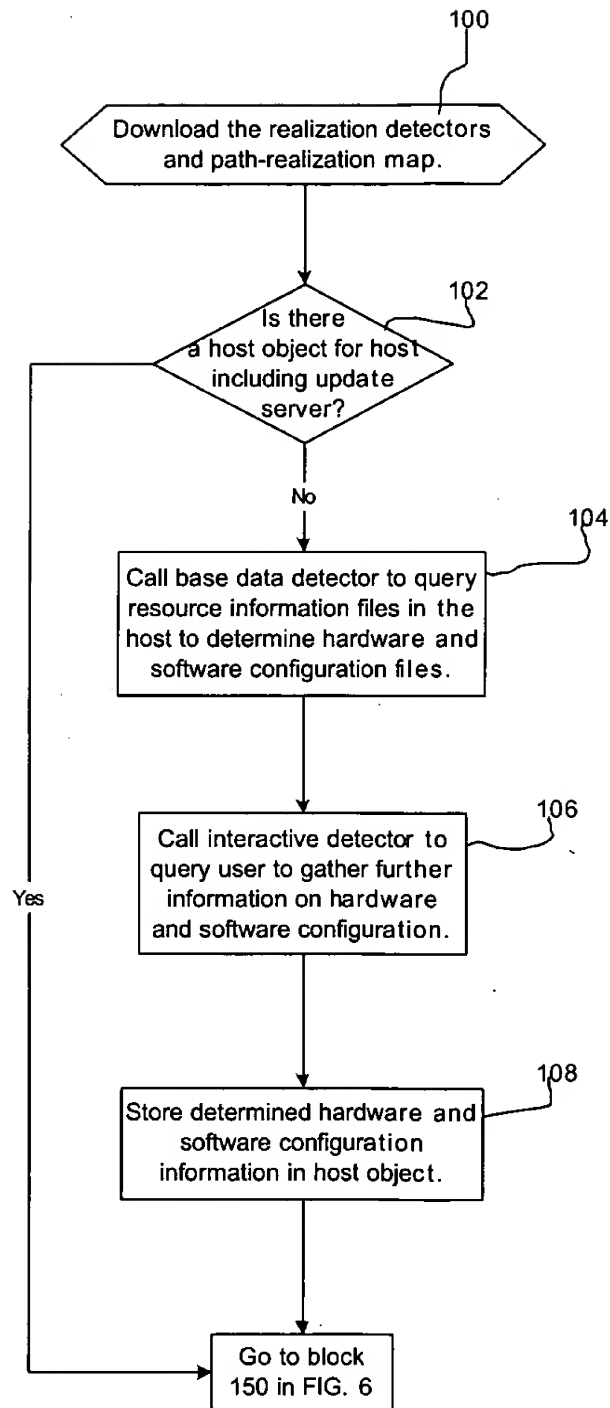 100
Download the realization detectors
and path-realization map.
102
Is there
a host object for host
including update
server?
No
104
Call base data detector to query
resource information files in the
host to determine hardware and
software configuration files.
106
Call interactive detector to
query user to gather further
information on hardware
and software configuration.
Yes
108
Store determined hardware and
software configuration
information in host object.
Go to block
150 in FIG. 6